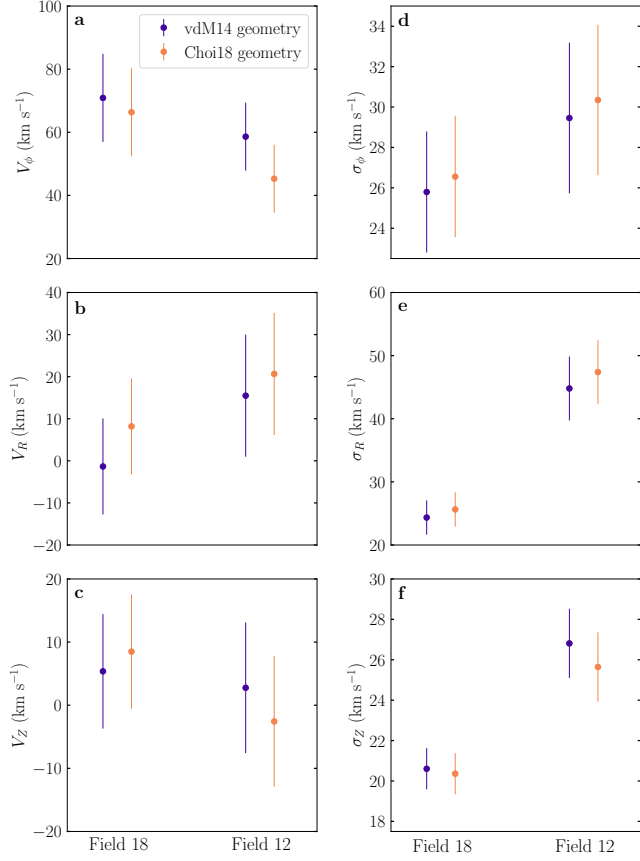 a
vdM14 geometry
Choi18 geometry
100
80
60
40
20
V_ϕ (km s⁻¹)
d
34
32
30
28
26
24
σ_ϕ (km s⁻¹)
b
40
30
20
10
0
−10
−20
V_R (km s⁻¹)
e
60
50
40
30
20
σ_R (km s⁻¹)
c
20
10
0
−10
−20
V_Z (km s⁻¹)
Field 18
Field 12
f
30
28
26
24
22
20
18
σ_Z (km s⁻¹)
Field 18
Field 12